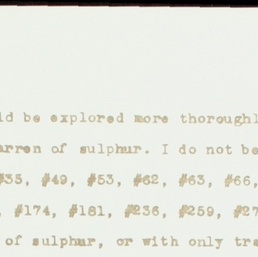 ld be explored more thoroughl
arren of sulphur. I do not be
#35, #49, #53, #62, #63, #66,
, #174, #181, #236, #259, #27
of sulphur, or with only tra